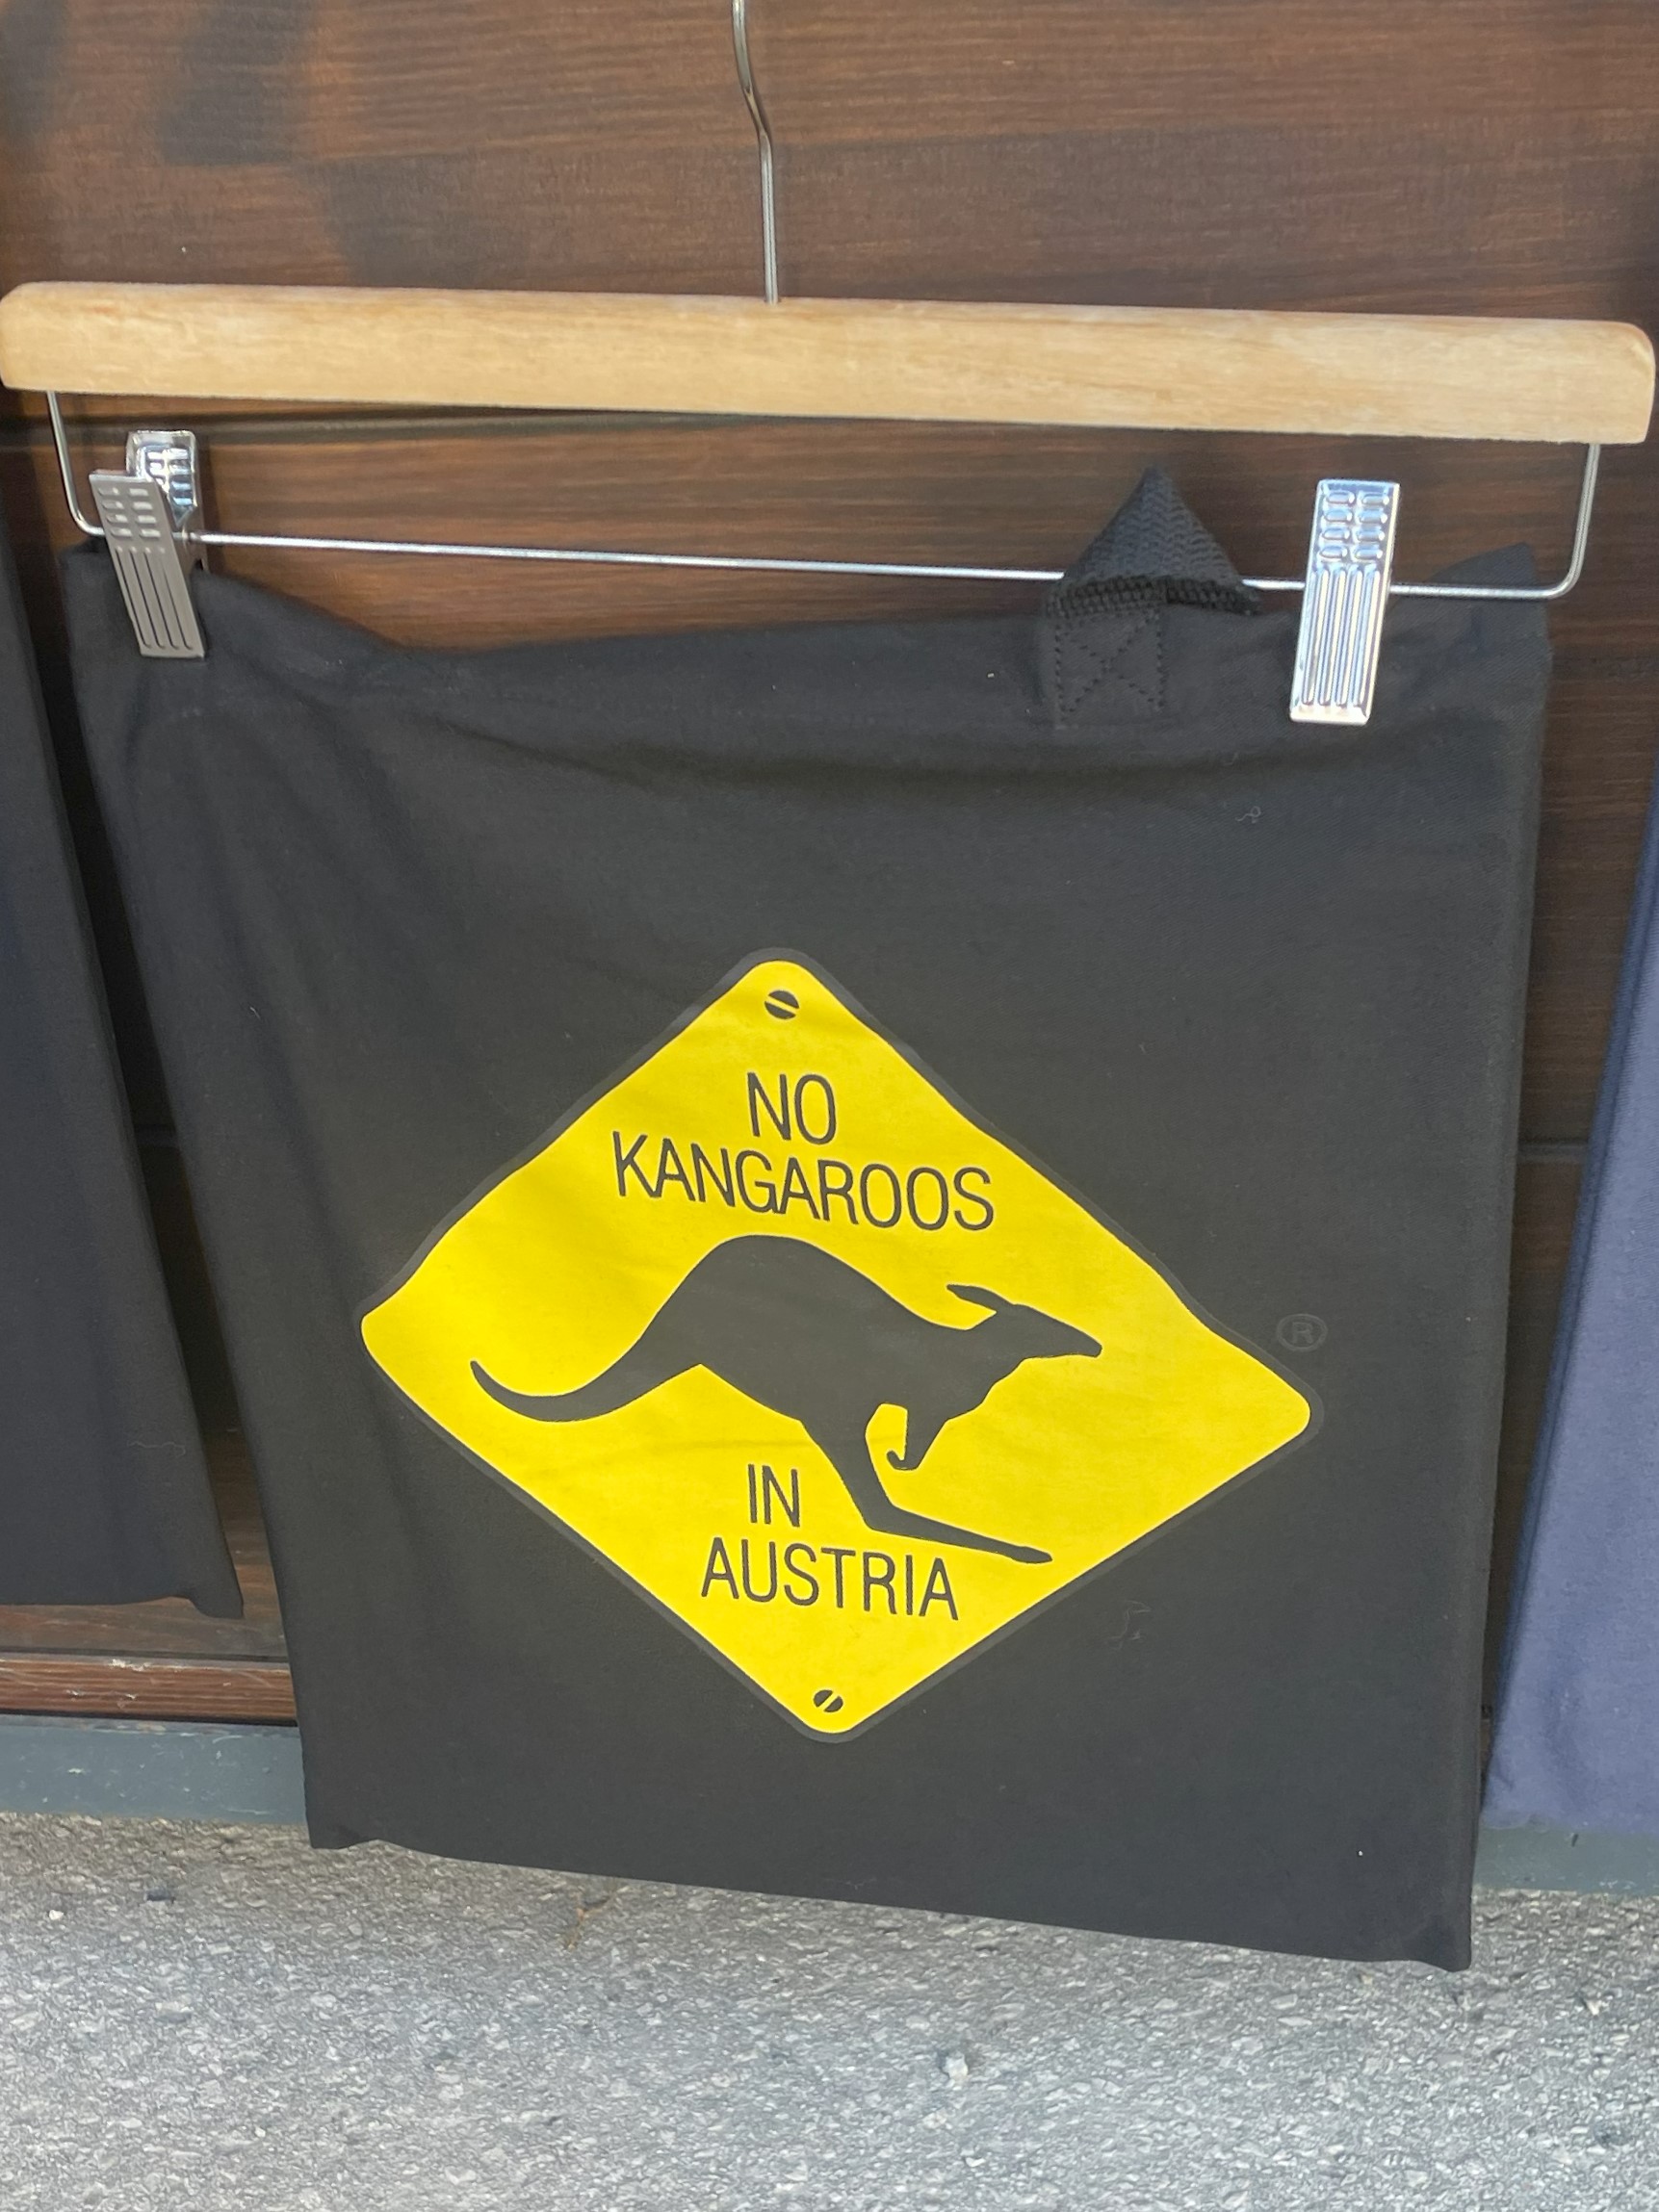 NO
KANGAROOS
®
IN
AUSTRIA